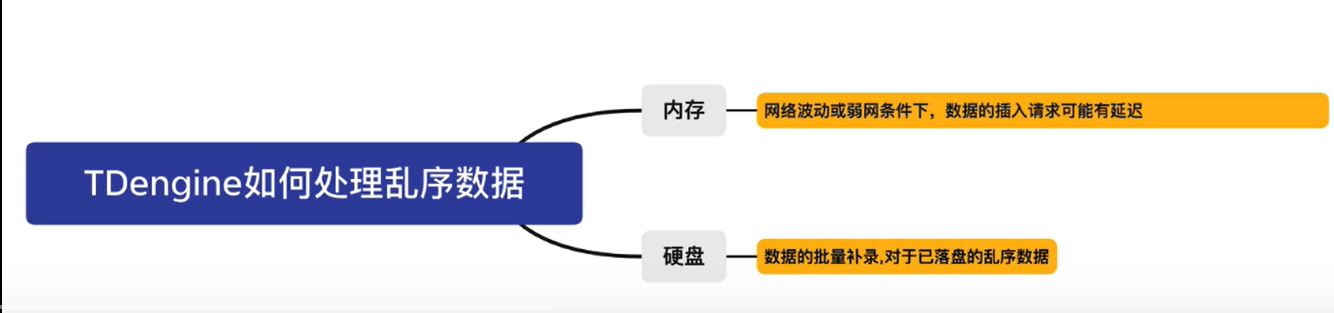 TDengine如何处理乱序数据
内存
网络波动或弱网条件下，数据的插入请求可能有延迟
硬盘
数据的批量补录,对于已落盘的乱序数据